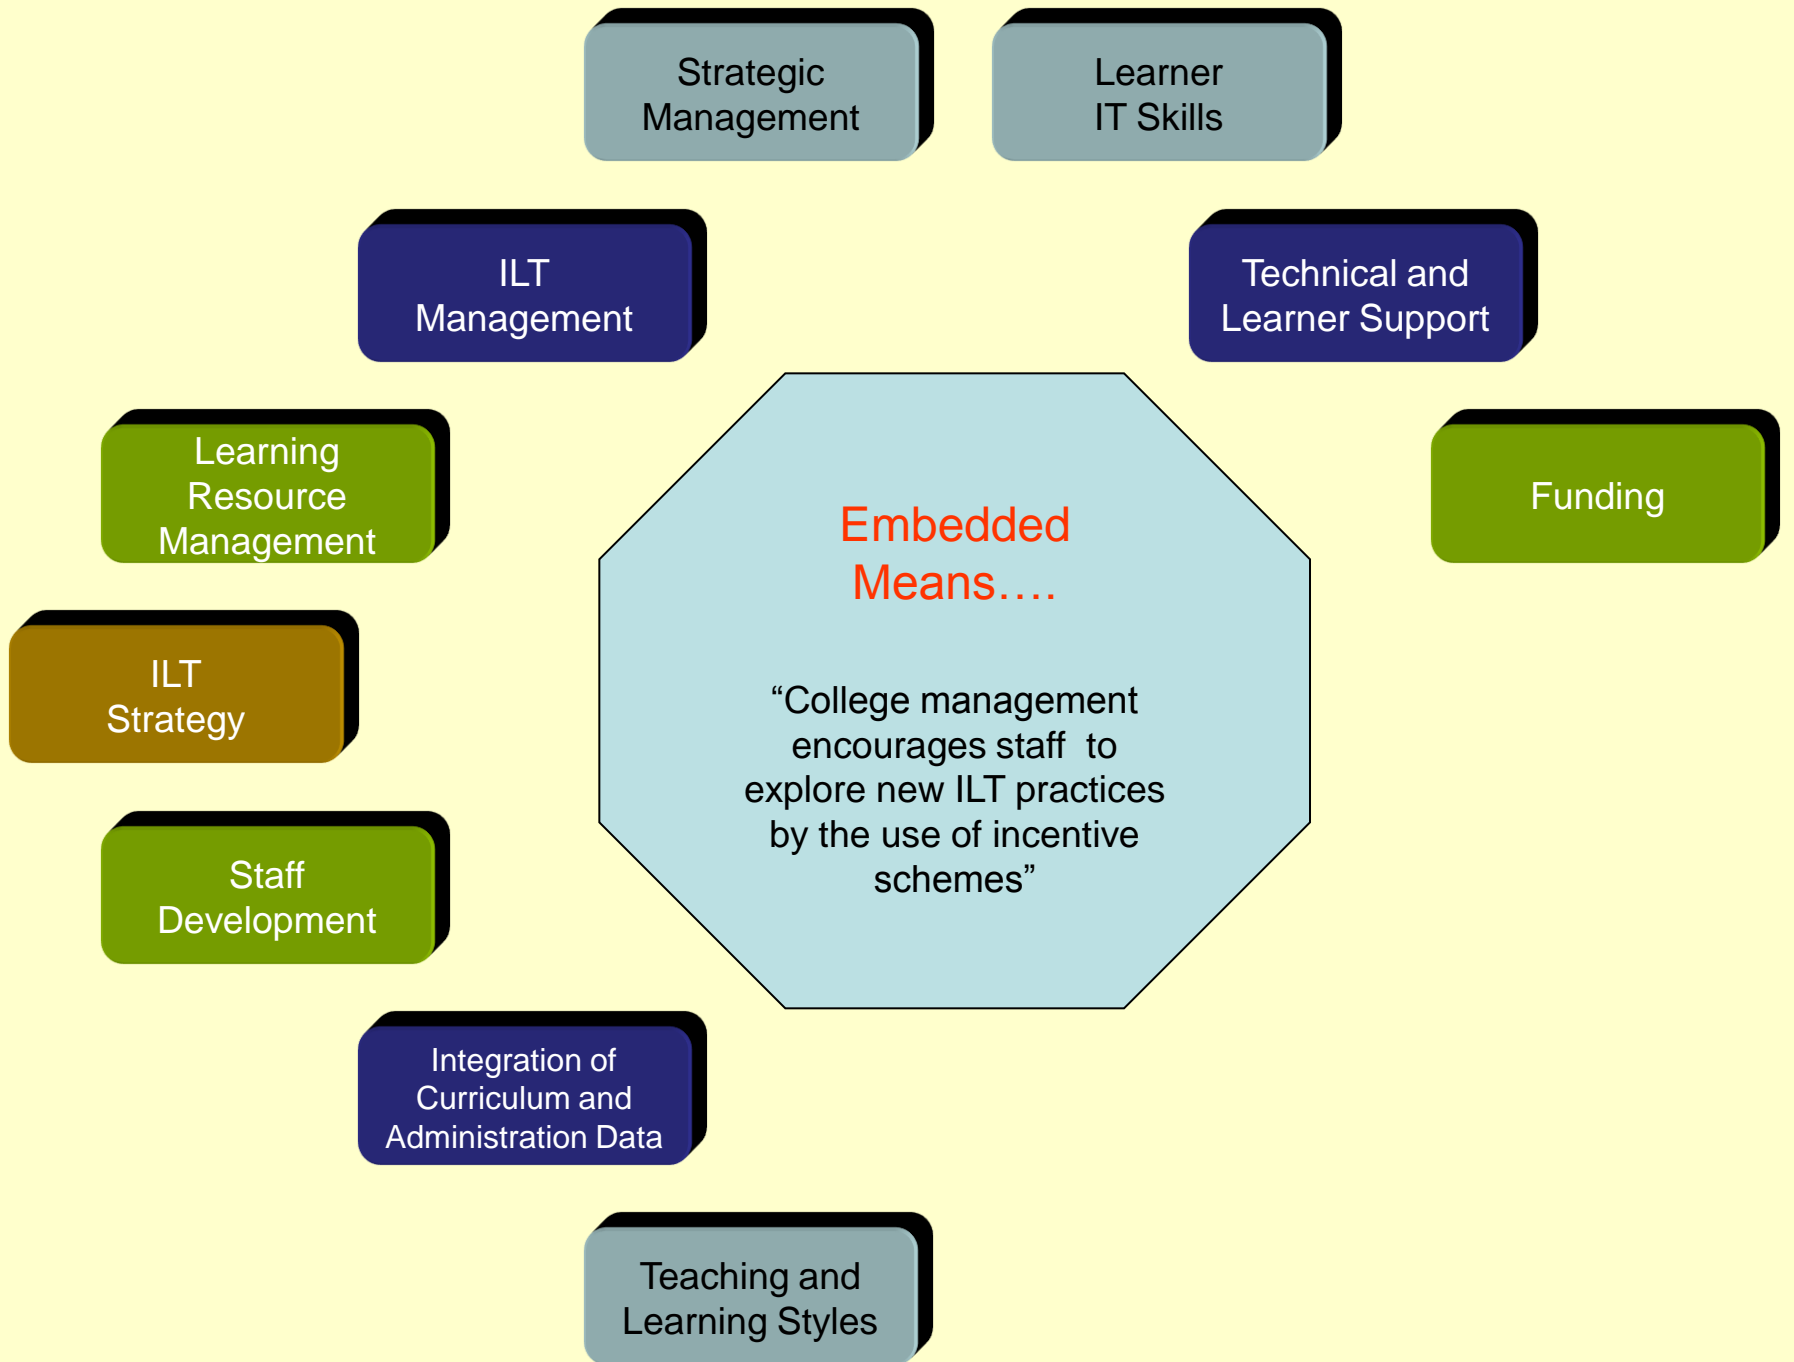 Strategic
Management
Learner
IT Skills
ILT
Management
Technical and
Learner Support
Learning
Resource
Management
Funding
Embedded
Means....
“College management
encourages staff  to
explore new ILT practices
by the use of incentive
schemes”
ILT
Strategy
Staff
Development
Integration of
Curriculum and
Administration Data
Teaching and
Learning Styles